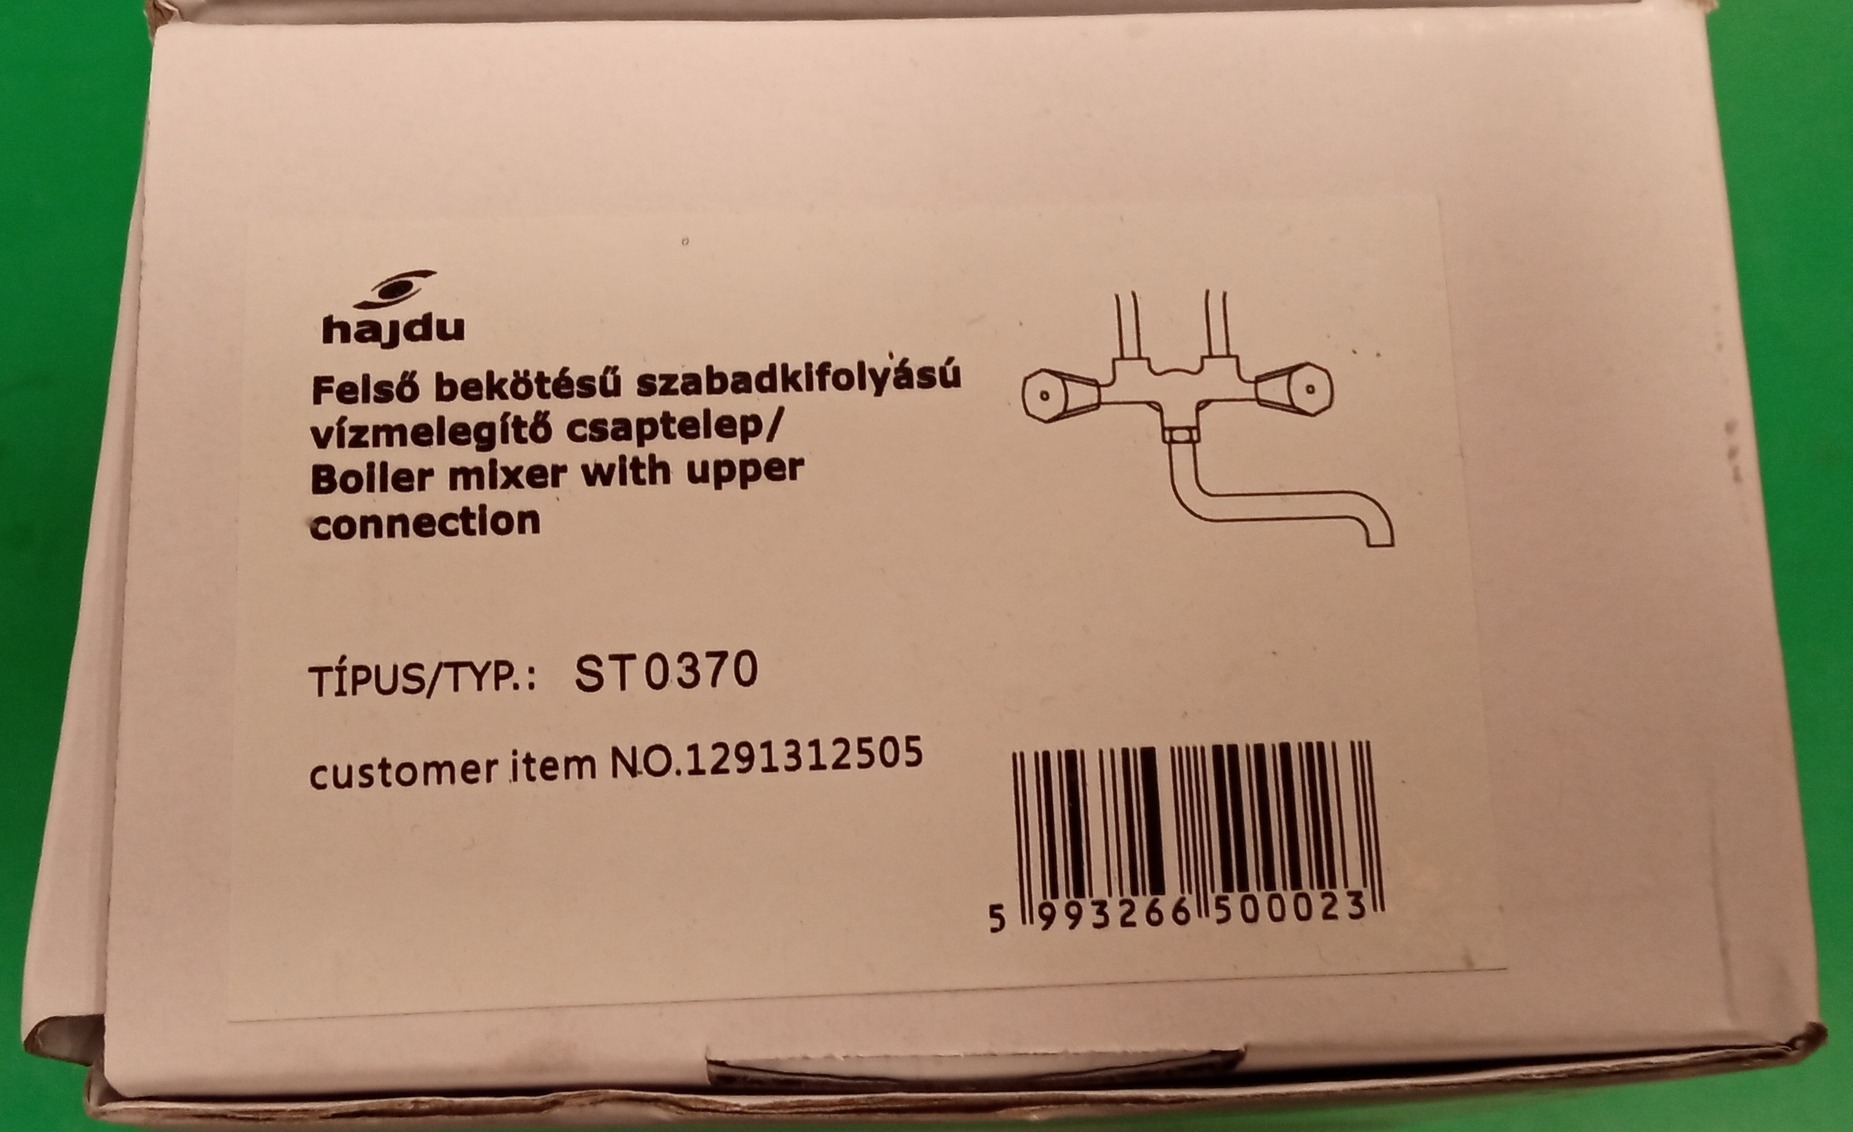 hajdu
Felső bekötésű szabadkifolyású
vízmelegítő csaptelep/
Boiler mixer with upper
connection
TÍPUS/TYP.: ST0370
customer item NO.1291312505
5 993266 500023